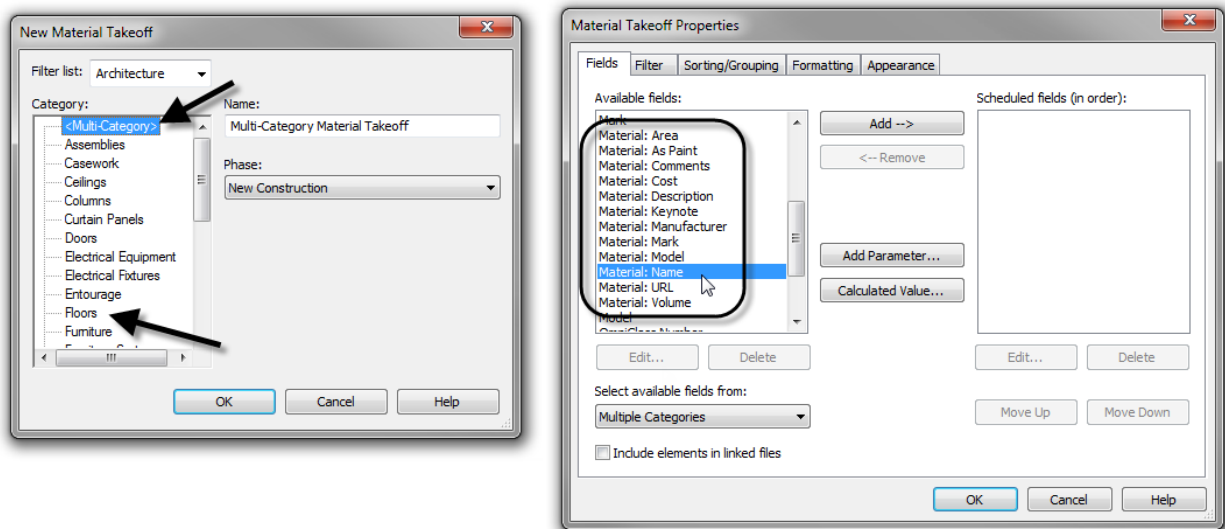 New Material Takeoff
Filter list: Architecture
Category:
<Multi-Category>
Assemblies
Casework
Ceilings
Columns
Curtain Panels
Doors
Electrical Equipment
Electrical Fixtures
Entourage
Floors
Furniture
Name:
Multi-Category Material Takeoff
Phase:
New Construction
OK Cancel Help
Material Takeoff Properties
Fields Filter Sorting/Grouping Formatting Appearance
Available fields:
Mark
Material: Area
Material: As Paint
Material: Comments
Material: Cost
Material: Description
Material: Keynote
Material: Manufacturer
Material: Mark
Material: Model
Material: Name
Material: URL
Material: Volume
Model
OmniClass Number
Add -->
<-- Remove
Add Parameter...
Calculated Value...
Scheduled fields (in order):
Edit... Delete
Edit... Delete
Select available fields from:
Multiple Categories
Move Up Move Down
Include elements in linked files
OK Cancel Help